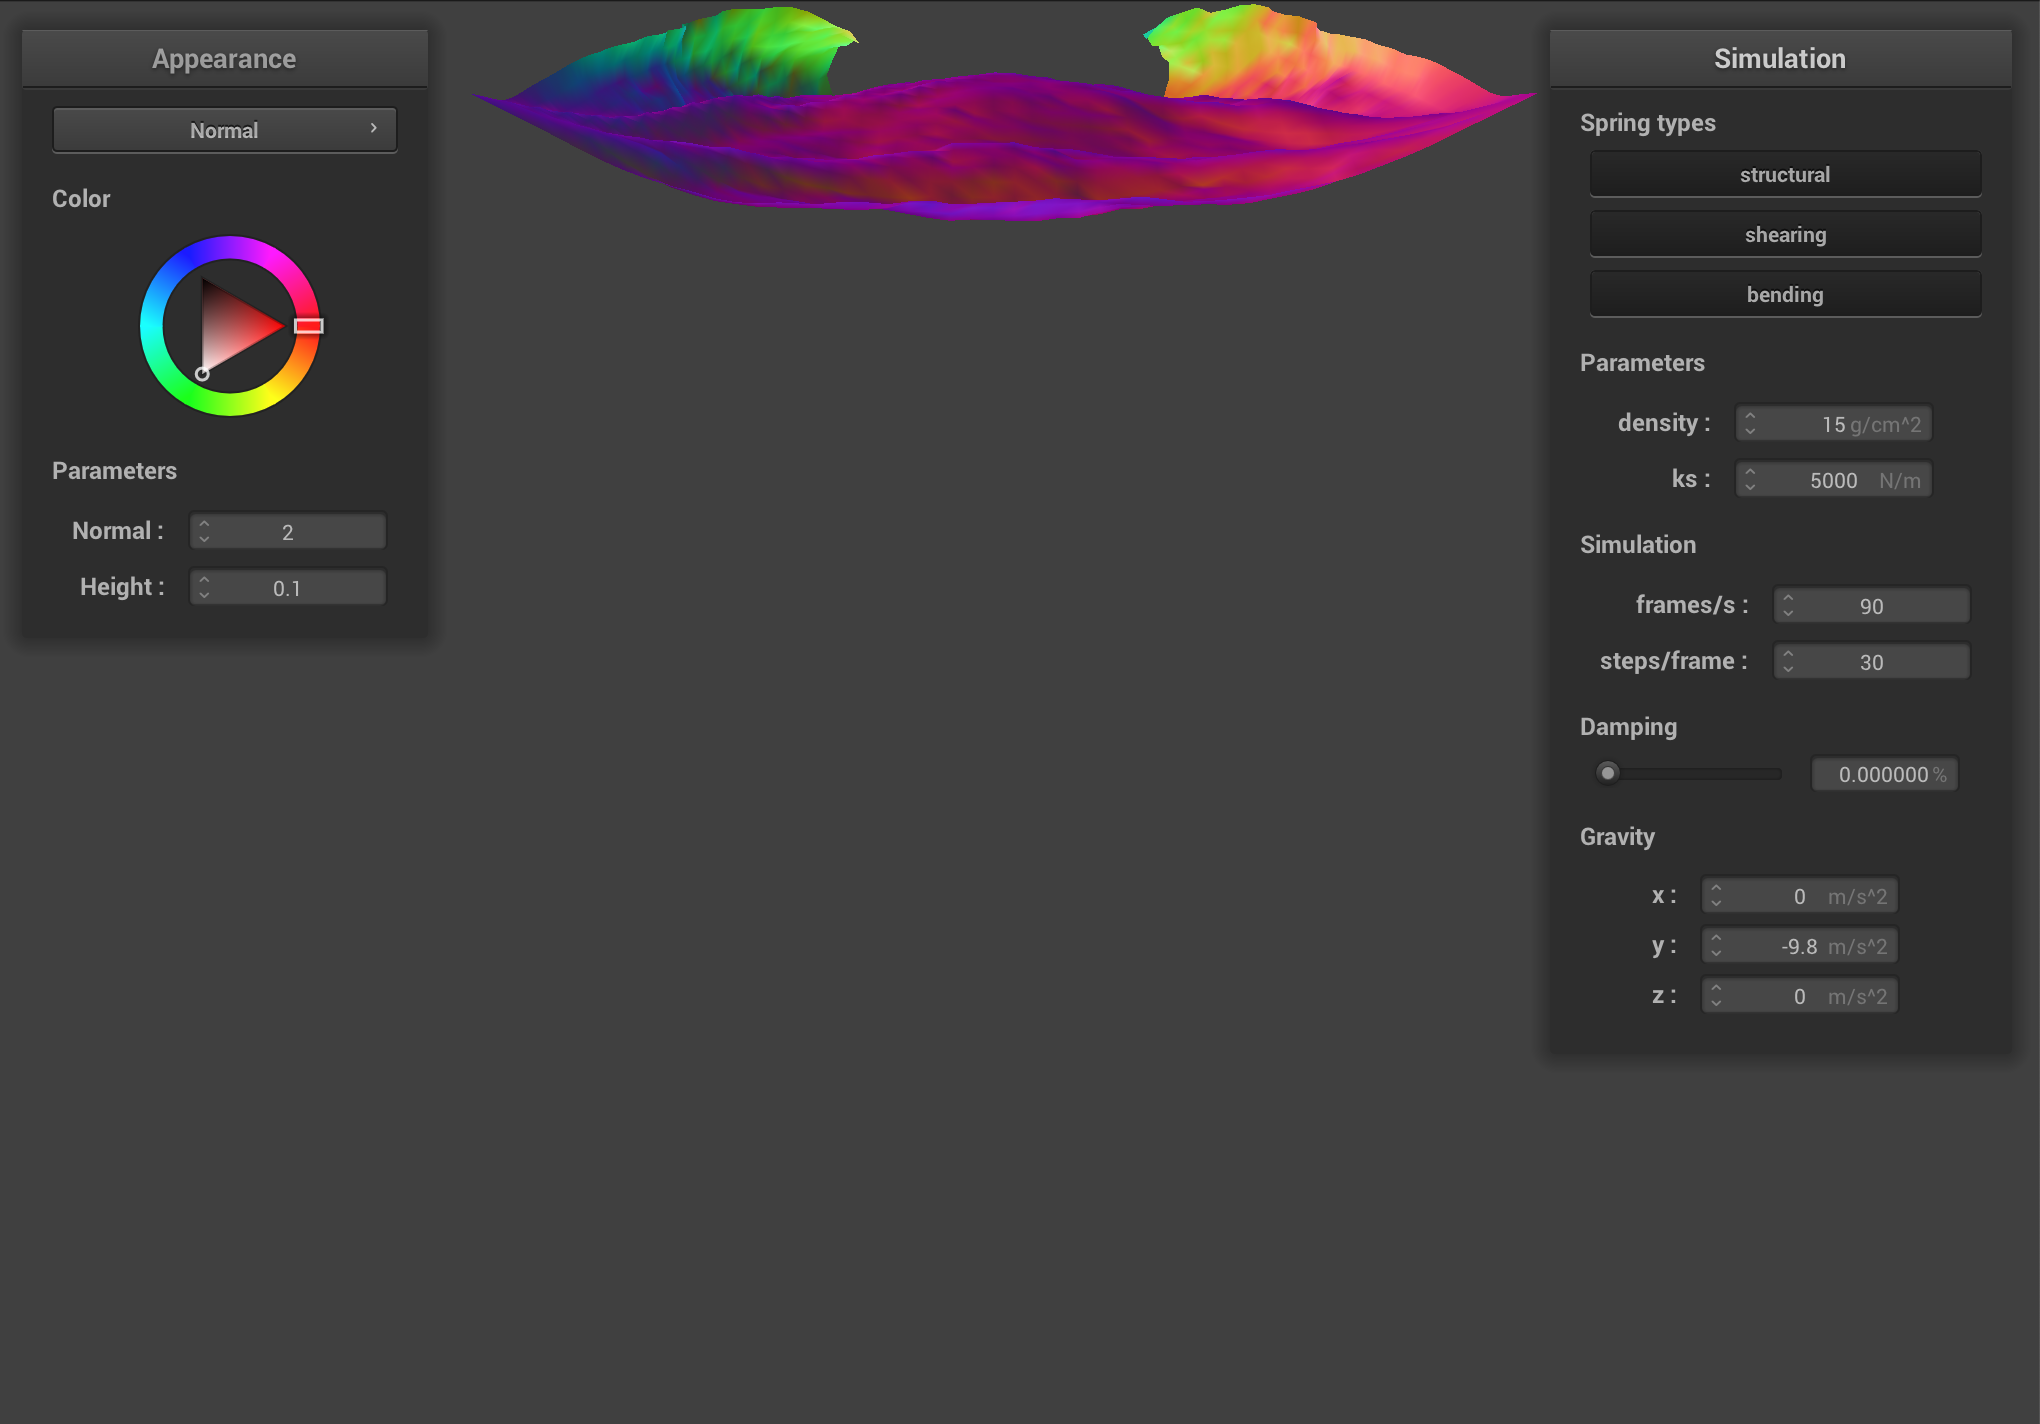 Appearance
Normal
Color
Parameters
Normal : 2
Height : 0.1
Simulation
Spring types
structural
shearing
bending
Parameters
density : 15 g/cm^2
ks : 5000 N/m
Simulation
frames/s : 90
steps/frame : 30
Damping
0.000000 %
Gravity
x : 0 m/s^2
y : -9.8 m/s^2
z : 0 m/s^2